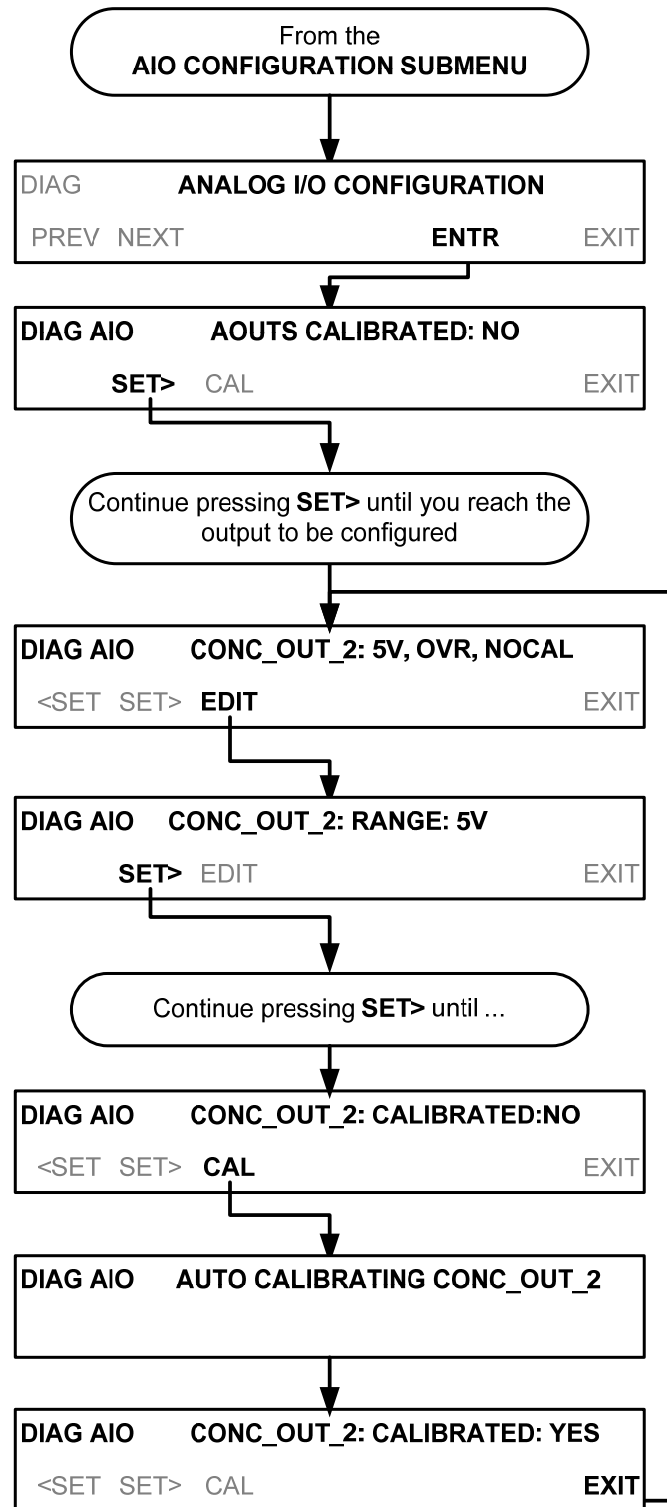 From the
AIO CONFIGURATION SUBMENU
DIAG ANALOG I/O CONFIGURATION
PREV NEXT ENTR EXIT
DIAG AIO AOUTS CALIBRATED: NO
SET> CAL EXIT
Continue pressing SET> until you reach the
output to be configured
DIAG AIO CONC_OUT_2: 5V, OVR, NOCAL
<SET SET> EDIT EXIT
DIAG AIO CONC_OUT_2: RANGE: 5V
SET> EDIT EXIT
Continue pressing SET> until ...
DIAG AIO CONC_OUT_2: CALIBRATED:NO
<SET SET> CAL EXIT
DIAG AIO AUTO CALIBRATING CONC_OUT_2
DIAG AIO CONC_OUT_2: CALIBRATED: YES
<SET SET> CAL EXIT